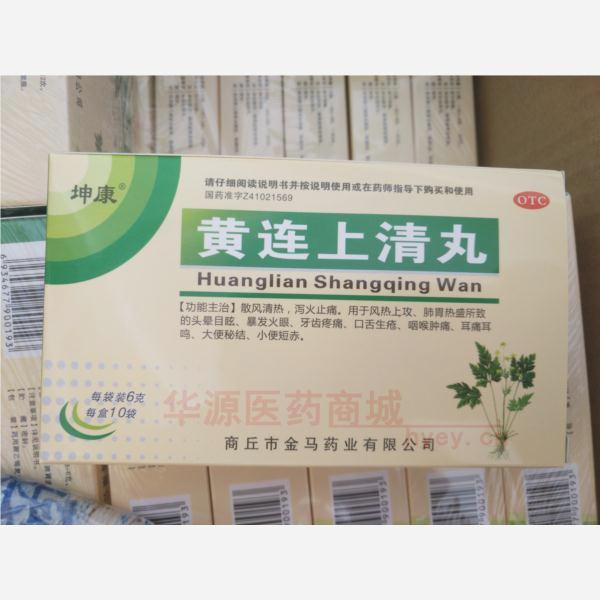 坤康®
请仔细阅读说明书并按说明使用或在药师指导下购买和使用
国药准字Z41021569
OTC
黄连上清丸
Huanglian Shangqing Wan
【功能主治】散风清热，泻火止痛。用于风热上攻、肺胃热盛所致
的头晕目眩、暴发火眼、牙齿疼痛、口舌生疮、咽喉肿痛、耳痛耳
鸣、大便秘结、小便短赤。
每袋装6克
每盒10袋
华源医药商城
hyey.c
商丘市金马药业有限公司
6934677900193